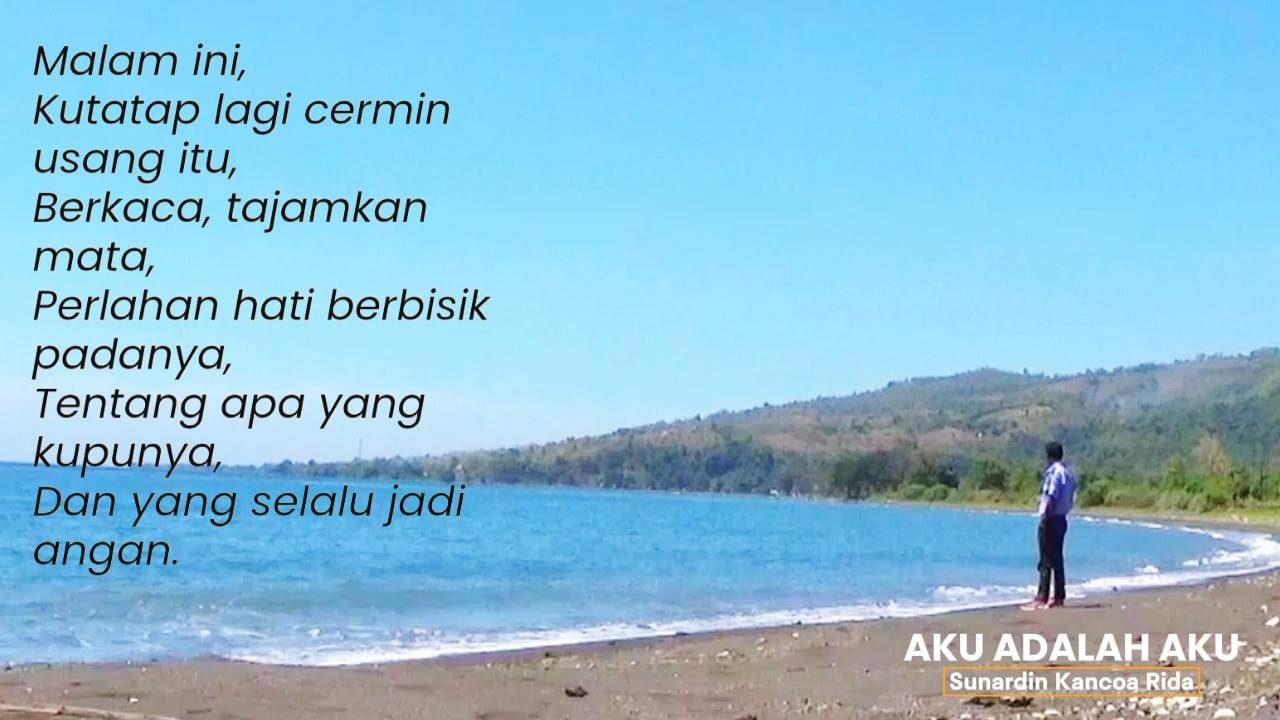 Malam ini,
Kutatap lagi cermin
usang itu,
Berkaca, tajamkan
mata,
Perlahan hati berbisik
padanya,
Tentang apa yang
kupunya,
Dan yang selalu jadi
angan.
AKU ADALAH AKU
Sunardin Kancoa Rida